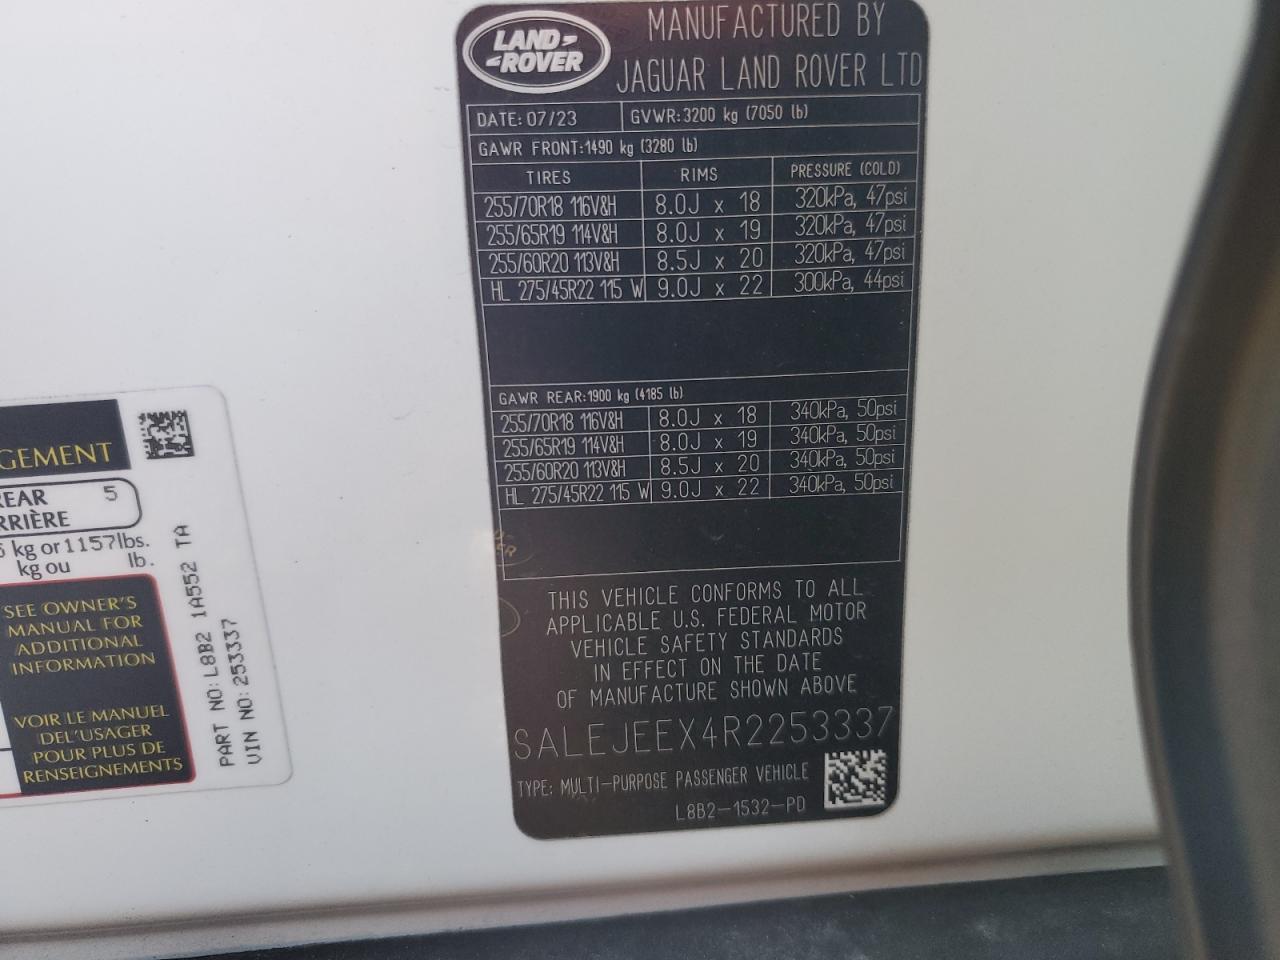 LAND-
-ROVER
MANUFACTURED BY
JAGUAR LAND ROVER LTD
DATE: 07/23
GVWR:3200 kg (7050 lb)
GAWR FRONT:1490 kg (3280 lb)
TIRES RIMS PRESSURE (COLD)
255/70R18 116V&H 8.0J x 18 320kPa, 47psi
255/65R19 114V&H 8.0J x 19 320kPa, 47psi
255/60R20 113V&H 8.5J x 20 320kPa, 47psi
HL 275/45R22 115 W 9.0J x 22 300kPa, 44psi
GAWR REAR:1900 kg (4185 lb)
255/70R18 116V&H 8.0J x 18 340kPa, 50psi
255/65R19 114V&H 8.0J x 19 340kPa, 50psi
255/60R20 113V&H 8.5J x 20 340kPa, 50psi
HL 275/45R22 115 W 9.0J x 22 340kPa, 50psi
THIS VEHICLE CONFORMS TO ALL
APPLICABLE U.S. FEDERAL MOTOR
VEHICLE SAFETY STANDARDS
IN EFFECT ON THE DATE
OF MANUFACTURE SHOWN ABOVE
SALEJEEX4R2253337
TYPE: MULTI-PURPOSE PASSENGER VEHICLE
L8B2-1532-PD
GEMENT
REAR 5
RRIÈRE
kg or 1157lbs.
kg ou lb.
SEE OWNER'S
MANUAL FOR
ADDITIONAL
INFORMATION
VOIR LE MANUEL
DEL'USAGER
POUR PLUS DE
RENSEIGNEMENTS
PART NO: L8B2 1A552 TA
VIN NO: 253337